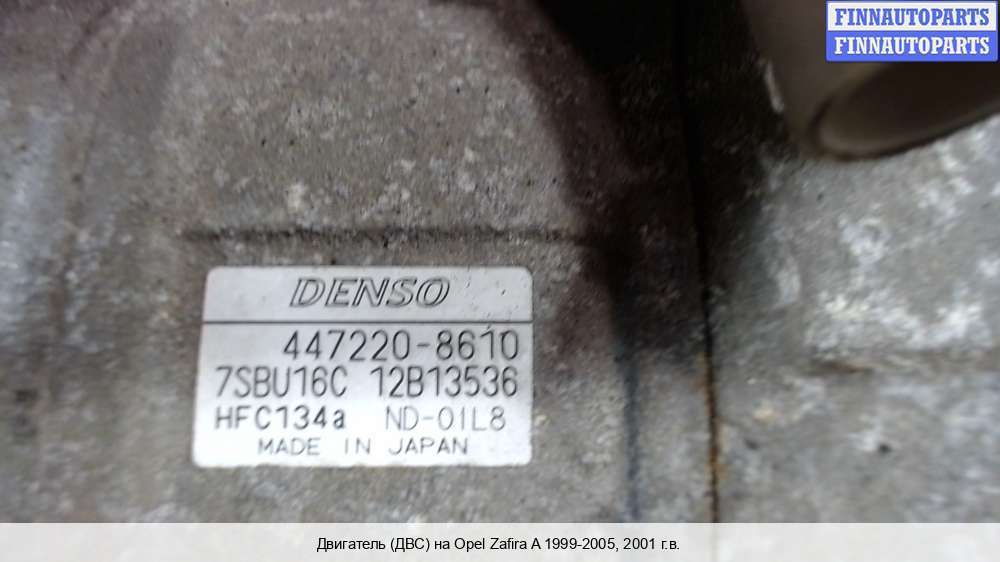 FINNAUTOPARTS
FINNAUTOPARTS
DENSO
447220-8610
7SBU16C 12B13536
HFC134a ND-OIL8
MADE IN JAPAN
Двигатель (ДВС) на Opel Zafira A 1999-2005, 2001 г.в.